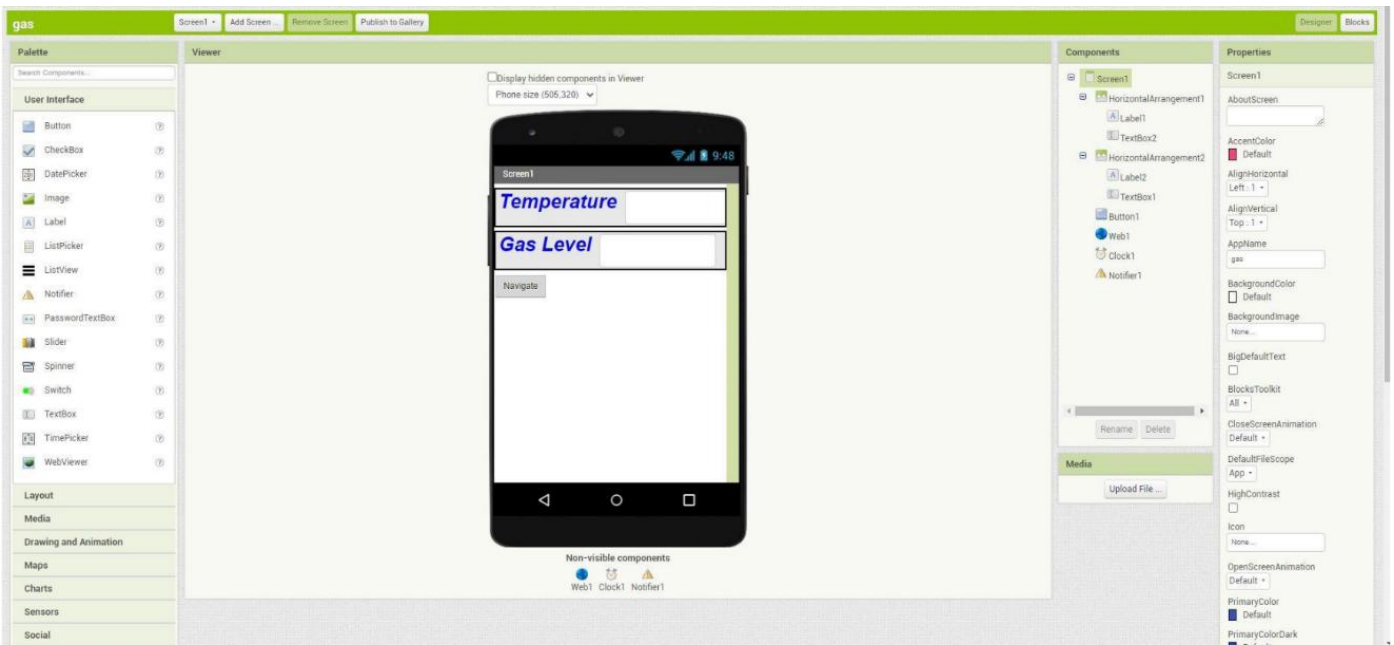 gas
Screen1
Add Screen ...
Remove Screen
Publish to Gallery
Designer
Blocks
Palette
Search Components...
User Interface
Button
CheckBox
DatePicker
Image
Label
ListPicker
ListView
Notifier
PasswordTextBox
Slider
Spinner
Switch
TextBox
TimePicker
WebViewer
Layout
Media
Drawing and Animation
Maps
Charts
Sensors
Social
Viewer
Display hidden components in Viewer
Phone size (505,320)
9:48
Screen1
Temperature
Gas Level
Navigate
Non-visible components
Web1 Clock1 Notifier1
Components
Screen1
HorizontalArrangement1
Label1
TextBox2
HorizontalArrangement2
Label2
TextBox1
Button1
Web1
Clock1
Notifier1
Rename
Delete
Media
Upload File ...
Properties
Screen1
AboutScreen
AccentColor
Default
AlignHorizontal
Left : 1
AlignVertical
Top : 1
AppName
gas
BackgroundColor
Default
BackgroundImage
None...
BigDefaultText
BlocksToolkit
All
CloseScreenAnimation
Default
DefaultFileScope
App
HighContrast
Icon
None...
OpenScreenAnimation
Default
PrimaryColor
Default
PrimaryColorDark